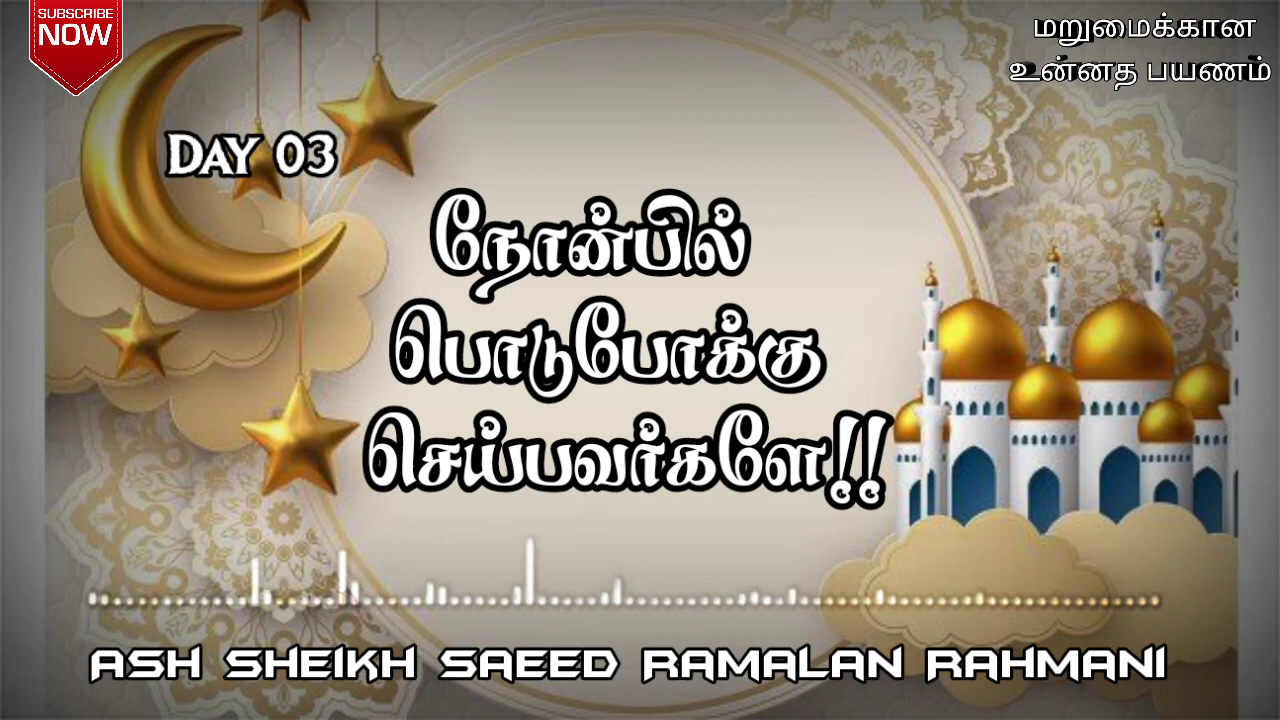 SUBSCRIBE
NOW
மறுமைக்கான
உன்னத பயணம்
DAY 03
நோன்பில்
பொடுபோக்கு
செய்பவர்களே!!
ASH SHEIKH SAEED RAMALAN RAHMANI